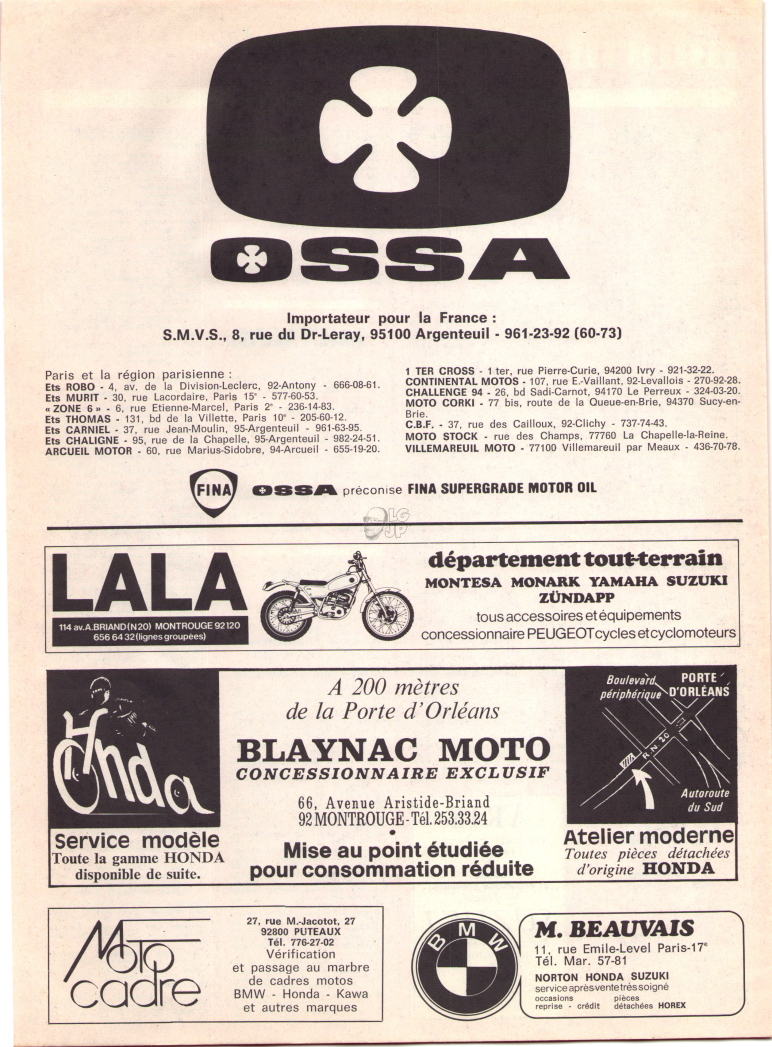 OSSA
Importateur pour la France :
S.M.V.S., 8, rue du Dr-Leray, 95100 Argenteuil - 961-23-92 (60-73)
Paris et la région parisienne :
Ets ROBO - 4, av. de la Division-Leclerc, 92-Antony - 666-08-61.
Ets MURIT - 30, rue Lacordaire, Paris 15e - 577-60-53.
« ZONE 6 » - 6, rue Etienne-Marcel, Paris 2e - 236-14-83.
Ets THOMAS - 131, bd de la Villette, Paris 10e - 205-60-12.
Ets CARNIEL - 37, rue Jean-Moulin, 95-Argenteuil - 961-63-95.
Ets CHALIGNE - 95, rue de la Chapelle, 95-Argenteuil - 982-24-51.
ARCUEIL MOTOR - 60, rue Marius-Sidobre, 94-Arcueil - 655-19-20.
1 TER CROSS - 1 ter, rue Pierre-Curie, 94200 Ivry - 921-32-22.
CONTINENTAL MOTOS - 107, rue E.-Vaillant, 92-Levallois - 270-92-28.
CHALLENGE 94 - 26, bd Sadi-Carnot, 94170 Le Perreux - 324-03-20.
MOTO CORKI - 77 bis, route de la Queue-en-Brie, 94370 Sucy-en-
Brie.
C.B.F. - 37, rue des Cailloux, 92-Clichy - 737-74-43.
MOTO STOCK - rue des Champs, 77760 La Chapelle-la-Reine.
VILLEMAREUIL MOTO - 77100 Villemareuil par Meaux - 436-70-78.
FINA OSSA préconise FINA SUPERGRADE MOTOR OIL
LG
JP
LALA
114 av. A.BRIAND (N20) MONTROUGE 92120
656 64 32 (lignes groupées)
département tout-terrain
MONTESA MONARK YAMAHA SUZUKI
ZÜNDAPP
tous accessoires et équipements
concessionnaire PEUGEOT cycles et cyclomoteurs
Honda
Service modèle
Toute la gamme HONDA
disponible de suite.
A 200 mètres
de la Porte d'Orléans
BLAYNAC MOTO
CONCESSIONNAIRE EXCLUSIF
66, Avenue Aristide-Briand
92 MONTROUGE - Tél. 253.33.24
•
Mise au point étudiée
pour consommation réduite
Boulevard périphérique
PORTE D'ORLÉANS
R.N. 20
Autoroute
du Sud
Atelier moderne
Toutes pièces détachées
d'origine HONDA
Moto
cadre
27, rue M.-Jacotot, 27
92800 PUTEAUX
Tél. 776-27-02
Vérification
et passage au marbre
de cadres motos
BMW - Honda - Kawa
et autres marques
BMW
M. BEAUVAIS
11, rue Emile-Level Paris-17e
Tél. Mar. 57-81
NORTON HONDA SUZUKI
service après vente très soigné
occasions pièces
reprise - crédit détachées HOREX